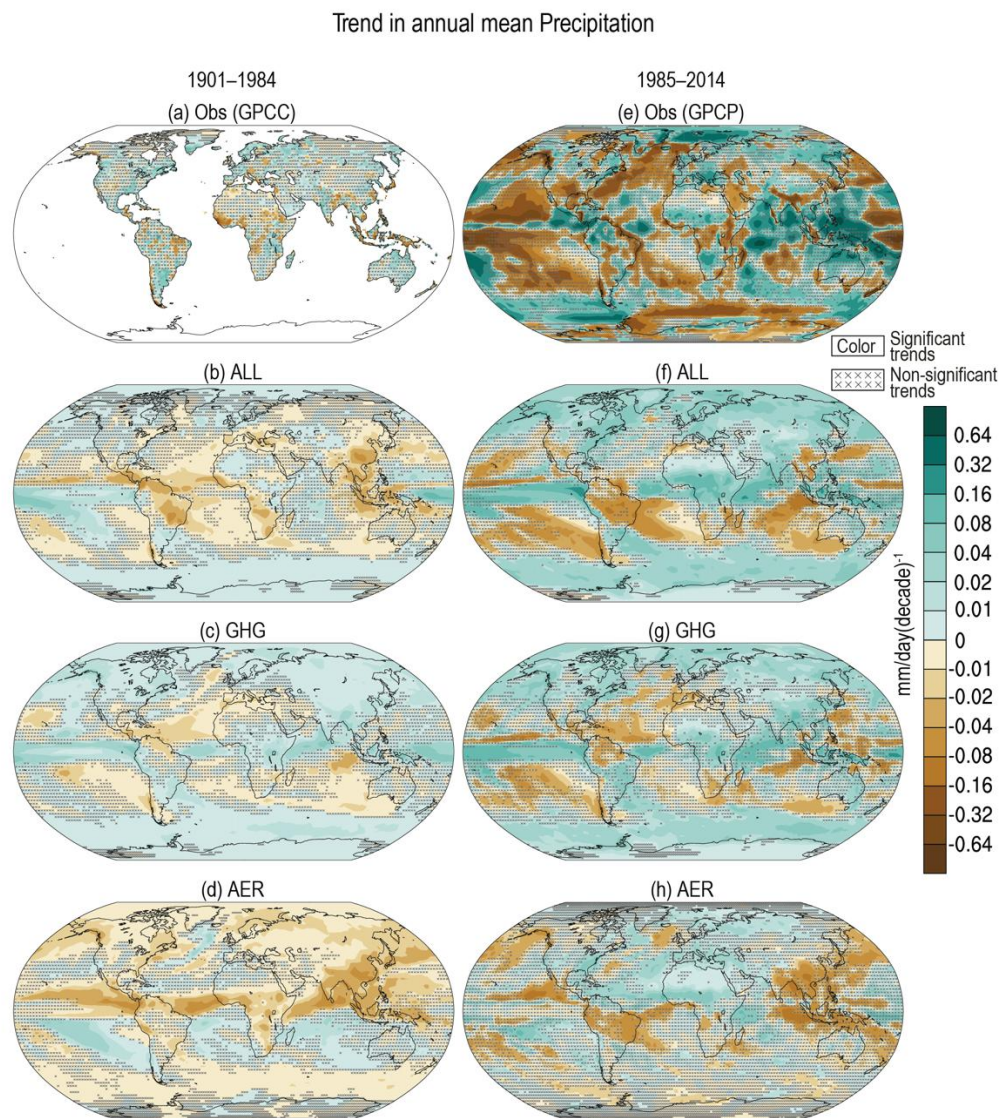 Trend in annual mean Precipitation
1901–1984
(a) Obs (GPCC)
1985–2014
(e) Obs (GPCP)
Color
Significant
trends
Non-significant
trends
(b) ALL
(f) ALL
(c) GHG
(g) GHG
(d) AER
(h) AER
0.64
0.32
0.16
0.08
0.04
0.02
0.01
0
-0.01
-0.02
-0.04
-0.08
-0.16
-0.32
-0.64
mm/day(decade)⁻¹